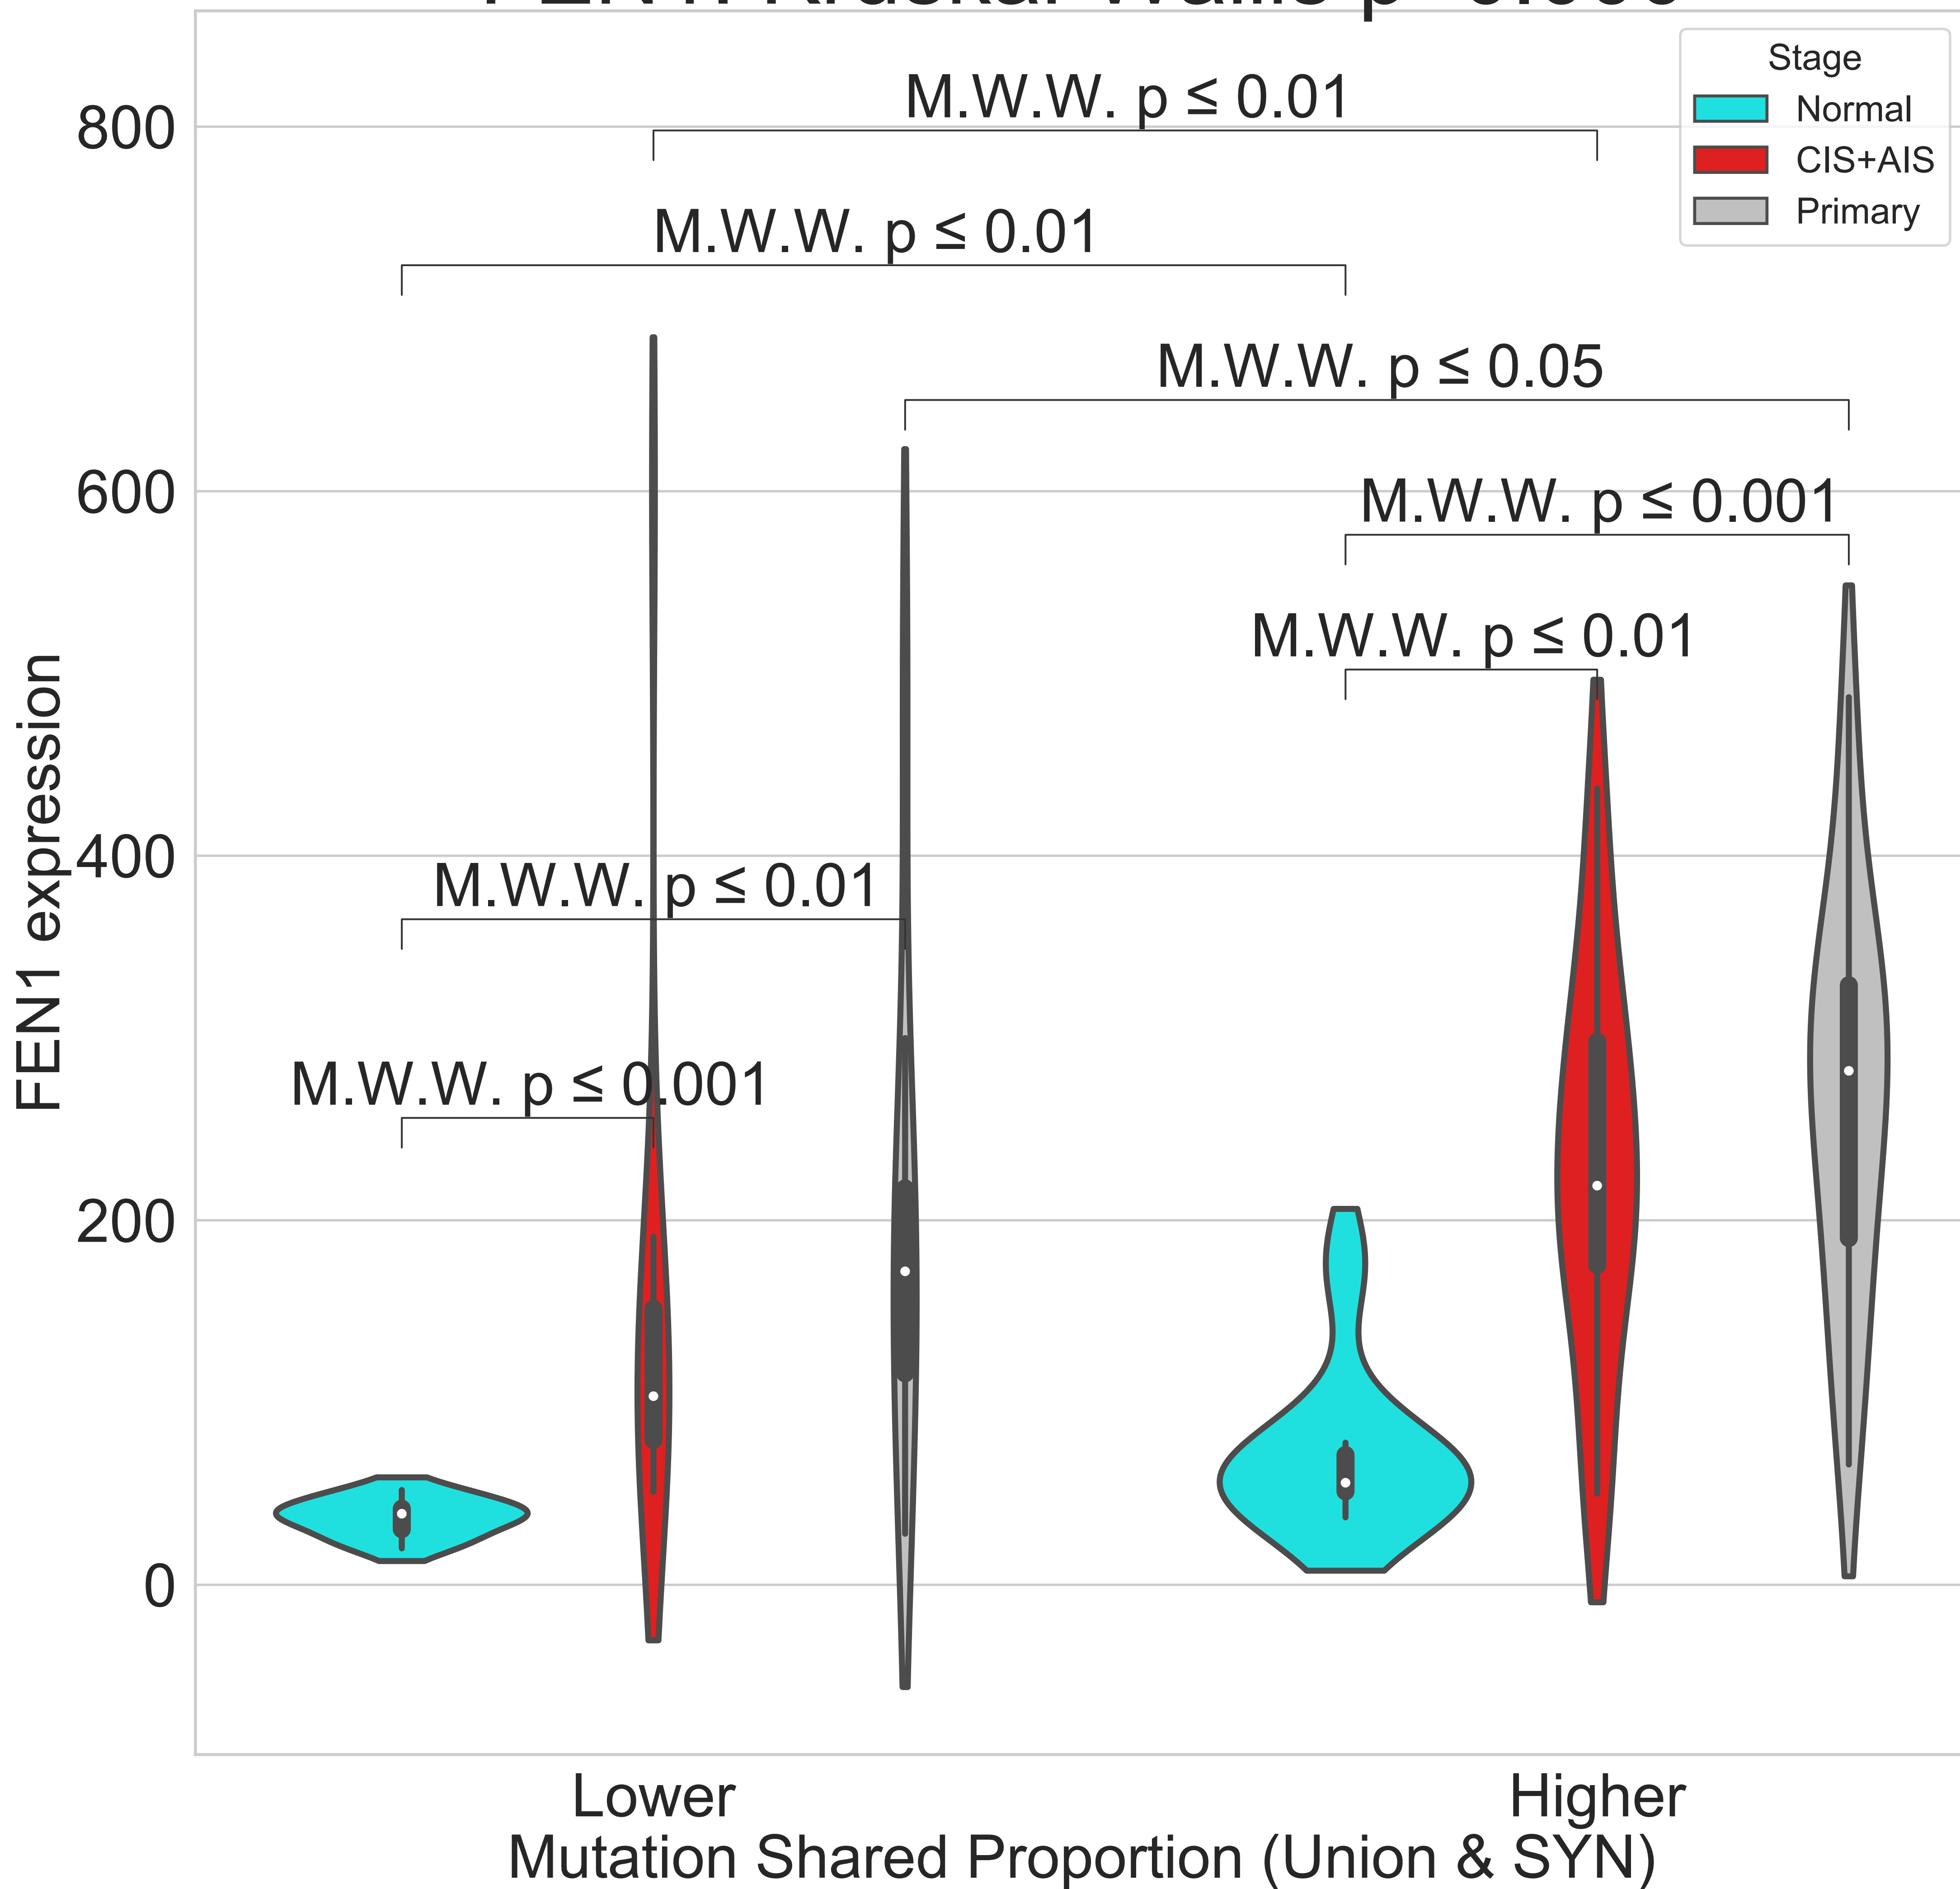 Stage
Normal
CIS+AIS
Primary
M.W.W. p ≤ 0.01
M.W.W. p ≤ 0.01
M.W.W. p ≤ 0.05
M.W.W. p ≤ 0.001
M.W.W. p ≤ 0.01
M.W.W. p ≤ 0.01
M.W.W. p ≤ 0.001
800
600
400
200
0
FEN1 expression
Lower
Higher
Mutation Shared Proportion (Union & SYN)